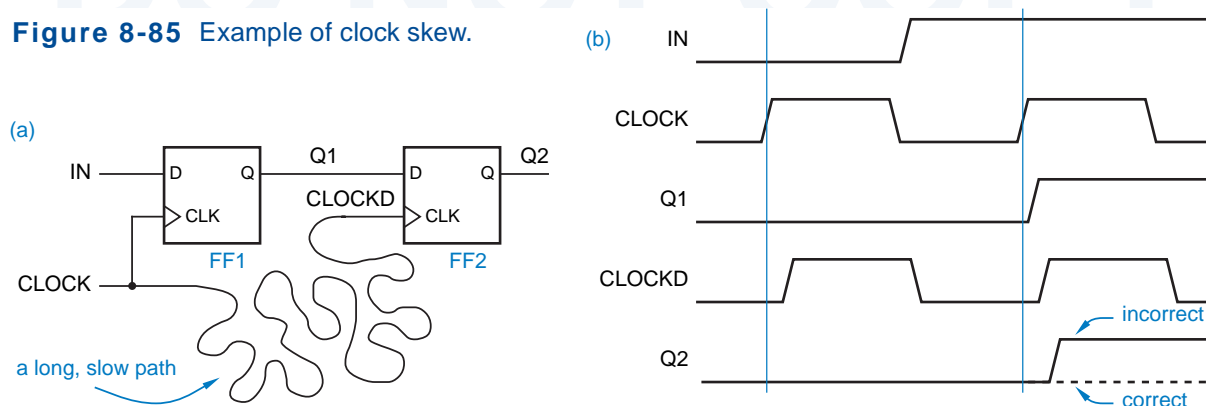 Figure 8-85 Example of clock skew.
(a)
IN
D
Q
CLK
FF1
Q1
CLOCKD
D
Q
CLK
FF2
Q2
CLOCK
a long, slow path
(b)
IN
CLOCK
Q1
CLOCKD
Q2
incorrect
correct